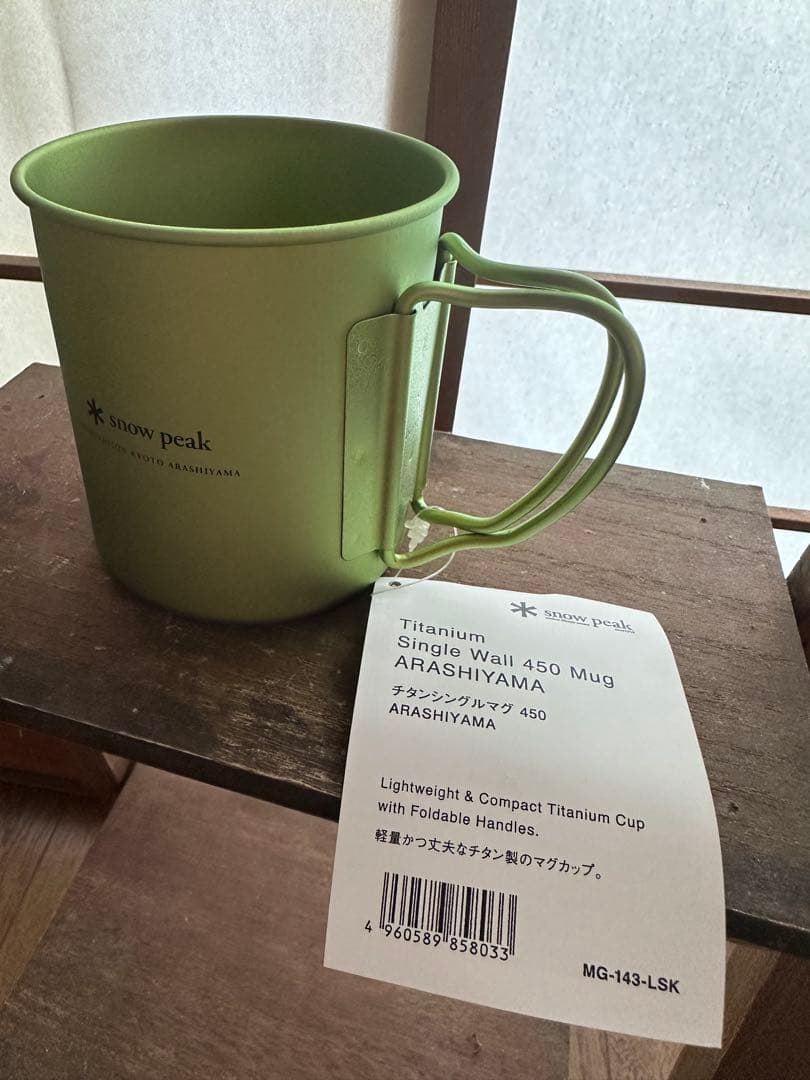 snow peak
KYOTO ARASHIYAMA
snow peak
Titanium
Single Wall 450 Mug
ARASHIYAMA
チタンシングルマグ 450
ARASHIYAMA
Lightweight & Compact Titanium Cup
with Foldable Handles.
軽量かつ丈夫なチタン製のマグカップ。
4 960589 858033
MG-143-LSK